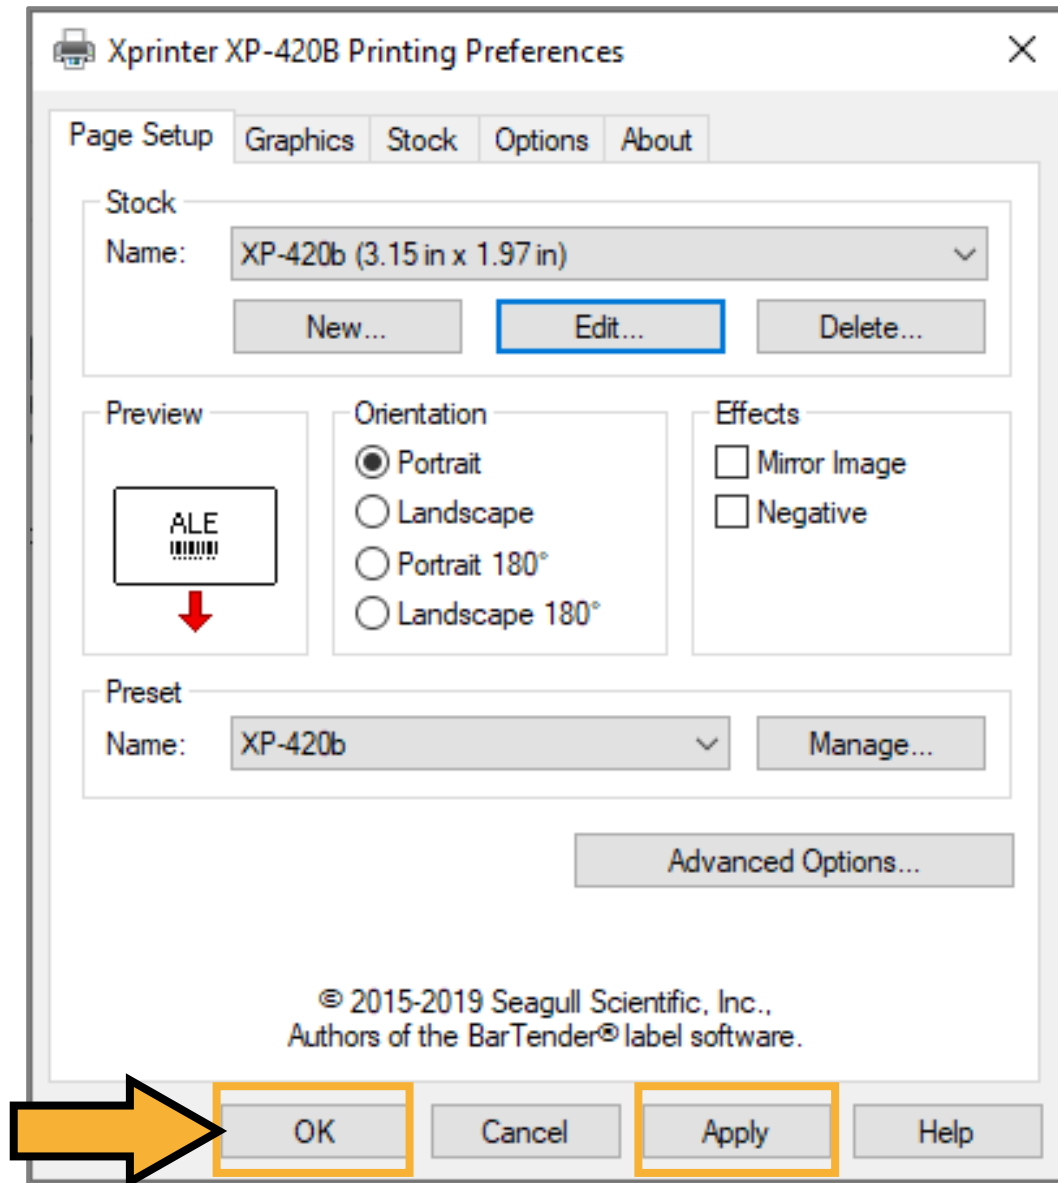 Xprinter XP-420B Printing Preferences
Page Setup Graphics Stock Options About
Stock
Name: XP-420b (3.15 in x 1.97 in)
New... Edit... Delete...
Preview
ALE
Orientation
Portrait
Landscape
Portrait 180°
Landscape 180°
Effects
Mirror Image
Negative
Preset
Name: XP-420b Manage...
Advanced Options...
© 2015-2019 Seagull Scientific, Inc.,
Authors of the BarTender® label software.
OK Cancel Apply Help